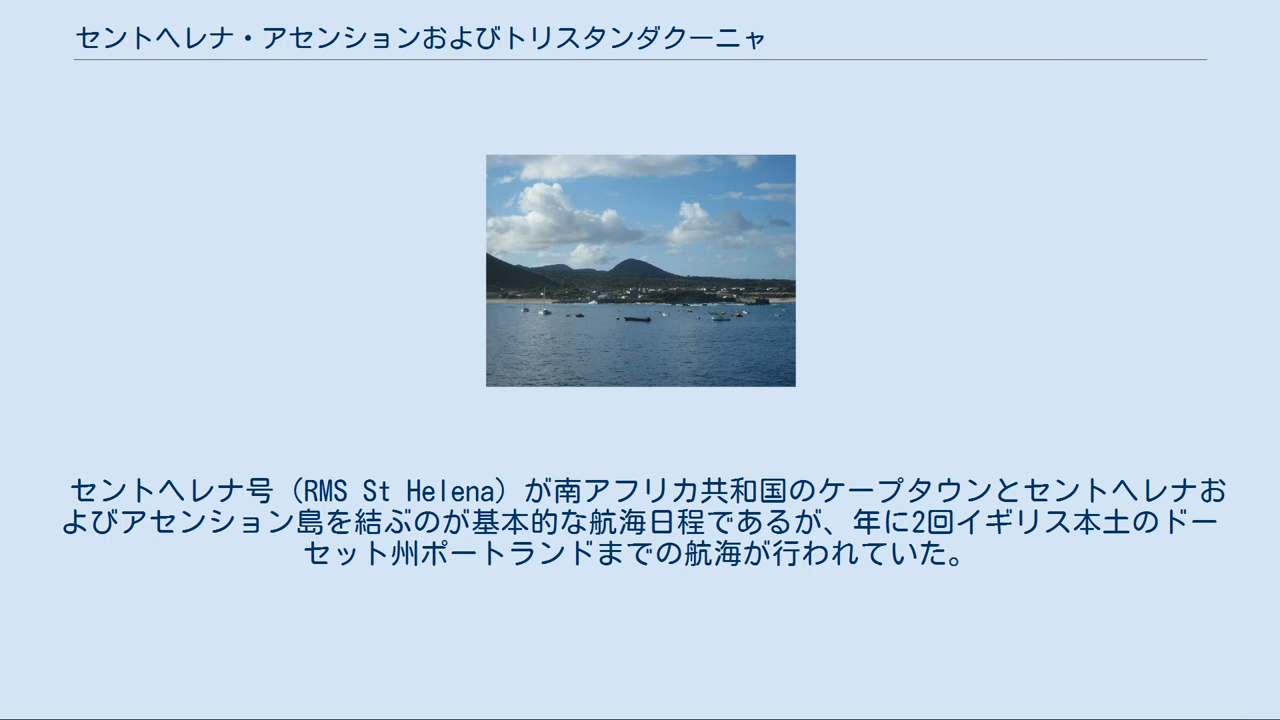 セントヘレナ・アセンションおよびトリスタンダクーニャ
セントヘレナ号（RMS St Helena）が南アフリカ共和国のケープタウンとセントヘレナお
よびアセンション島を結ぶのが基本的な航海日程であるが、年に2回イギリス本土のドー
セット州ポートランドまでの航海が行われていた。